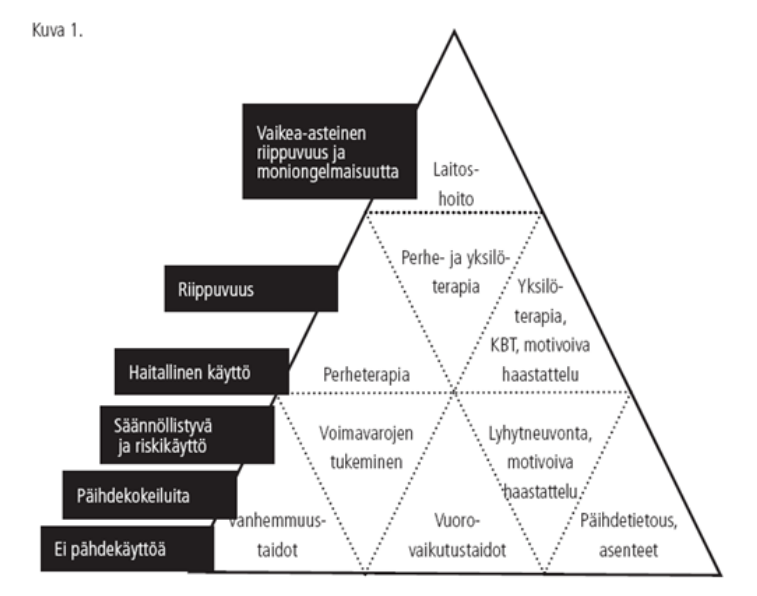 Kuva 1.
Vaikea-asteinen
riippuvuus ja
moniongelmaisuutta
Laitos-
hoito
Riippuvuus
Perhe- ja yksilö-
terapia
Yksilö-
terapia,
KBT, motivoiva
haastattelu
Haitallinen käyttö
Perheterapia
Säännöllistyvä
ja riskikäyttö
Voimavarojen
tukeminen
Lyhytneuvonta,
motivoiva
haastattelu,
Päihdekokeiluita
Ei pähdekäyttöä
Vanhemmuus-
taidot
Vuoro-
vaikutustaidot
Päihdetietous,
asenteet